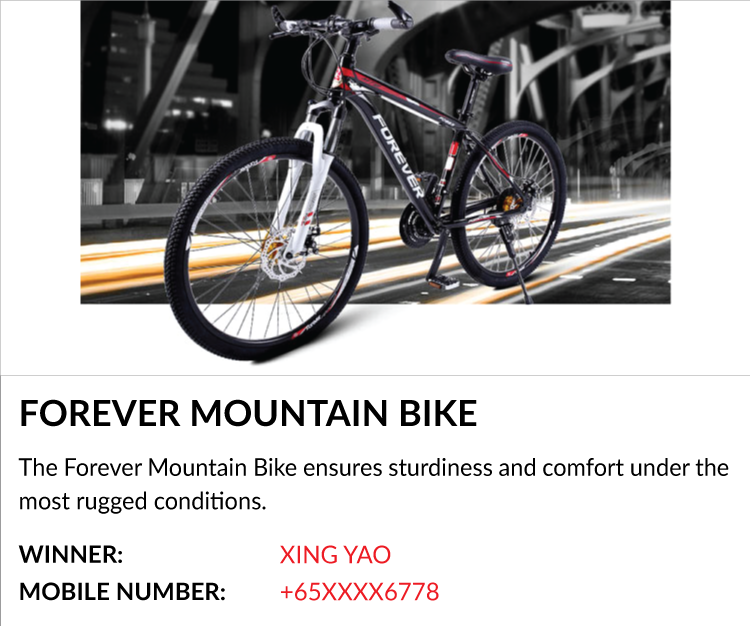 FOREVER
FOREVER MOUNTAIN BIKE
The Forever Mountain Bike ensures sturdiness and comfort under the
most rugged conditions.
WINNER: XING YAO
MOBILE NUMBER: +65XXXX6778